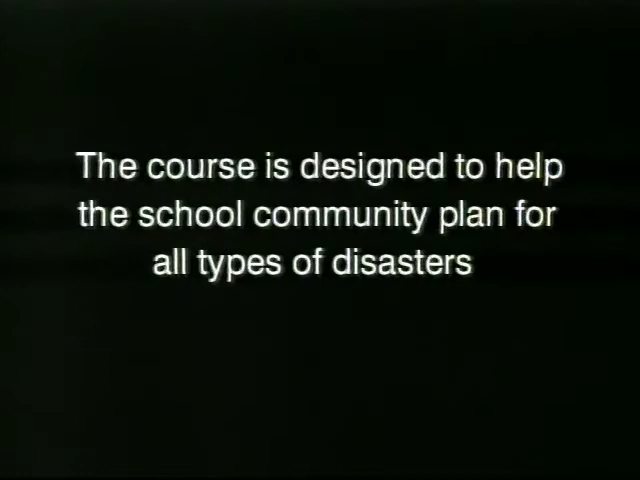 The course is designed to help
the school community plan for
all types of disasters